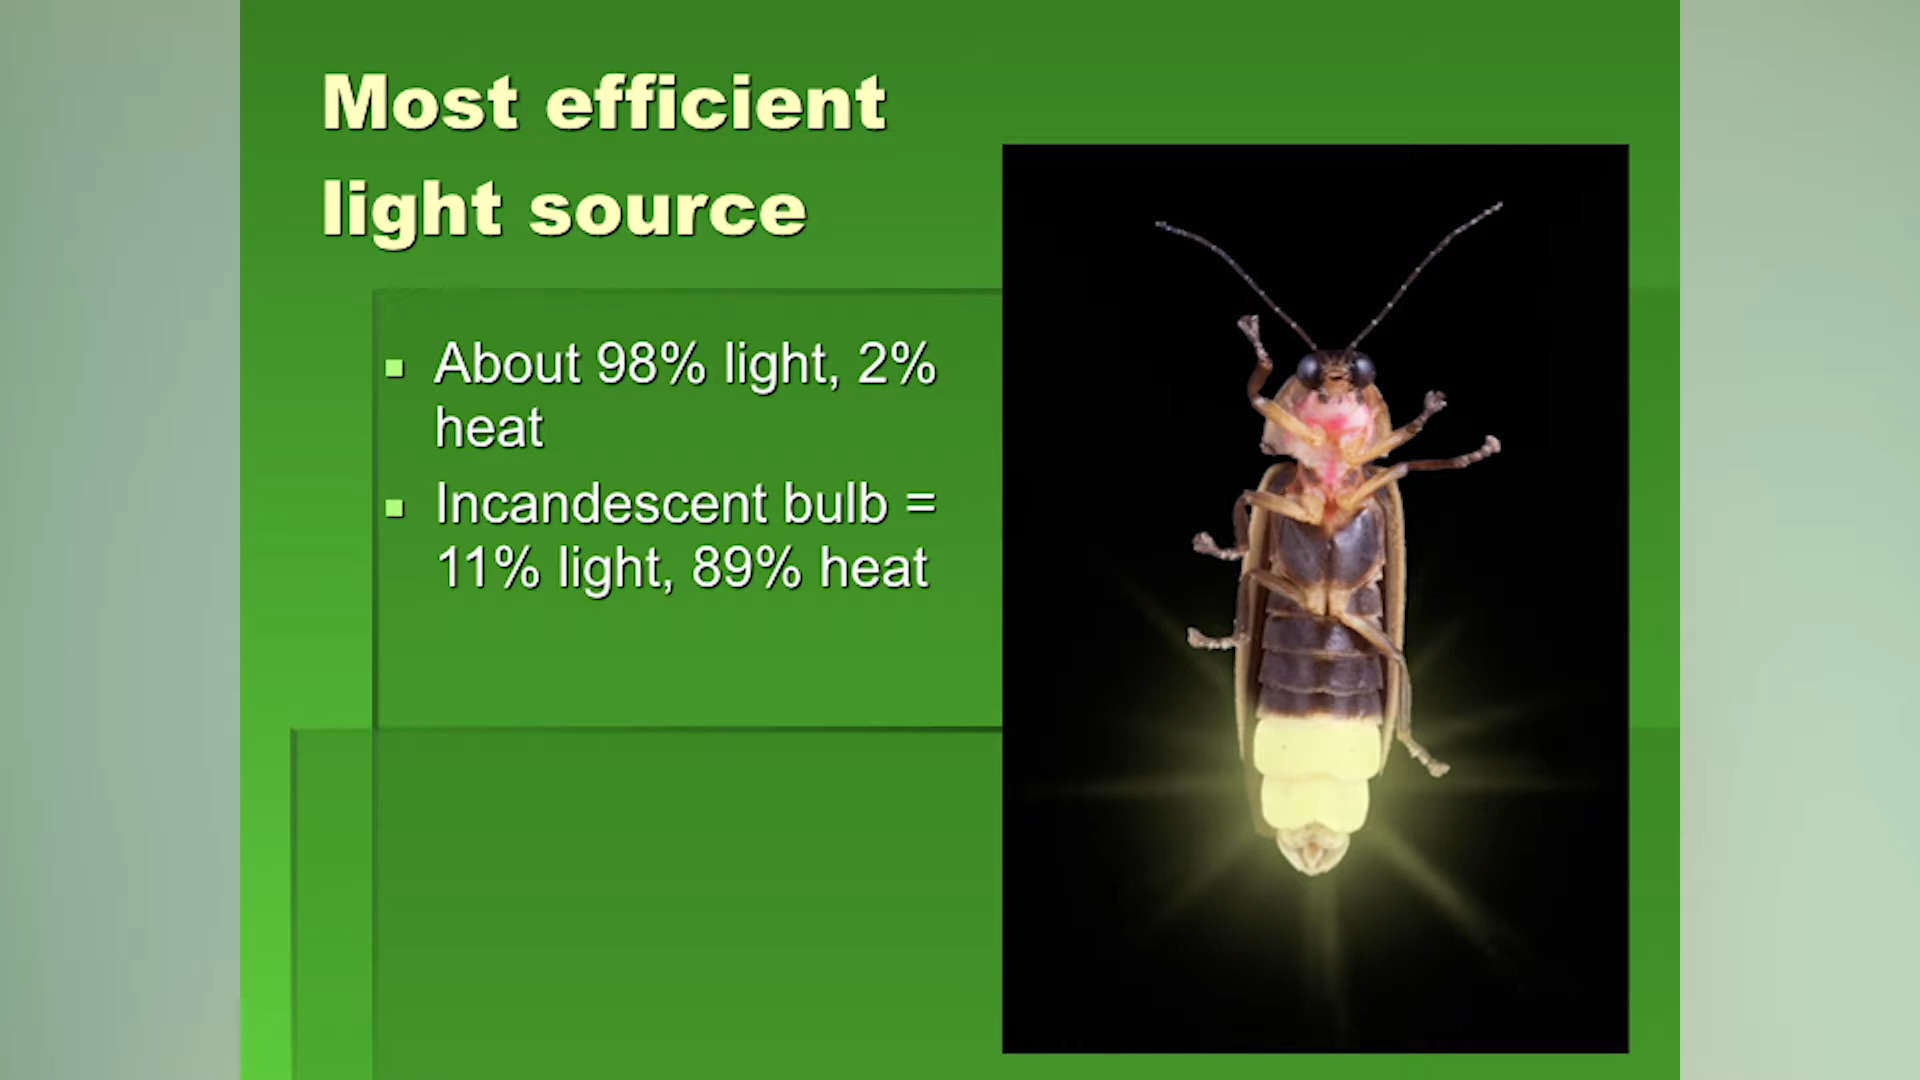 Most efficient
light source
About 98% light, 2%
heat
Incandescent bulb =
11% light, 89% heat